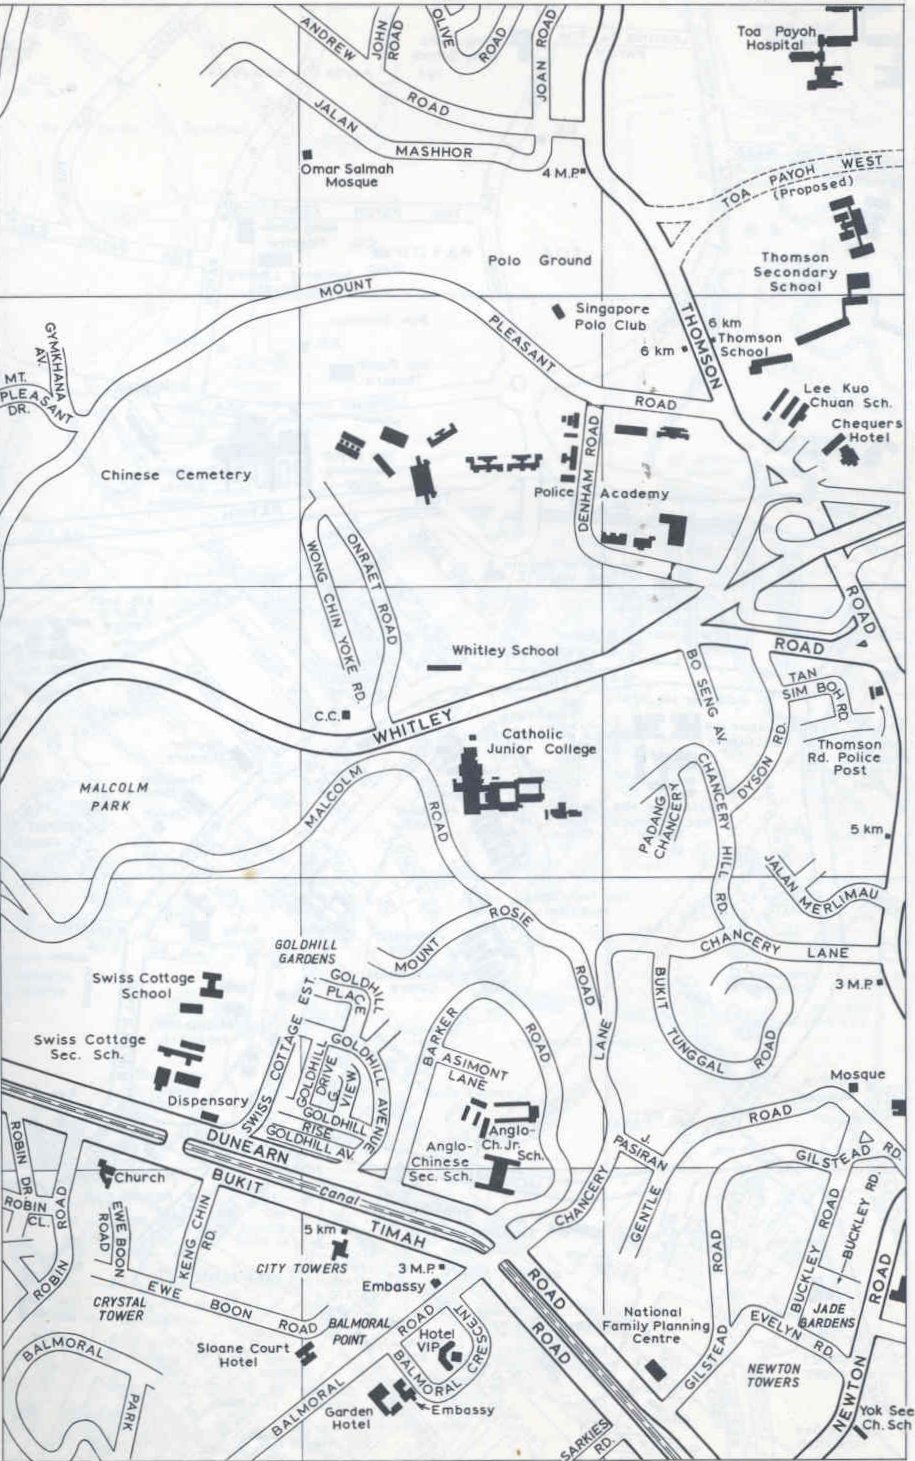 ANDREW
ROAD
JOHN
ROAD
OLIVE
ROAD
JOAN ROAD
Toa Payoh
Hospital
JALAN
MASHHOR
Omar Salmah
Mosque
4 M.P.
TOA PAYOH WEST
(Proposed)
Polo Ground
Thomson
Secondary
School
MOUNT
PLEASANT
ROAD
Singapore
Polo Club
THOMSON
6 km
Thomson
School
6 km
GYMKHANA
AV.
MT.
PLEASANT
DR.
Lee Kuo
Chuan Sch.
Chequers
Hotel
Chinese Cemetery
DENHAM ROAD
Police Academy
WONG CHIN YOKE RD.
ONRAET ROAD
ROAD
ROAD
Whitley School
BO SENG AV.
TAN
SIM BOH RD.
C.C.
WHITLEY
Catholic
Junior College
DYSON RD.
Thomson
Rd. Police
Post
MALCOLM
PARK
MALCOLM
ROAD
PADANG
CHANCERY
CHANCERY HILL RD.
5 km
JALAN MERLIMAU
GOLDHILL
GARDENS
MOUNT
ROSIE
ROAD
CHANCERY LANE
3 M.P.
Swiss Cottage
School
GOLDHILL
PLACE
SWISS COTTAGE EST.
BUKIT
TUNGGAL
ROAD
LANE
Swiss Cottage
Sec. Sch.
GOLDHILL
DRIVE
G.
VIEW
GOLDHILL
AVENUE
BARKER
ROAD
ASIMONT
LANE
Mosque
Dispensary
GOLDHILL
RISE
GOLDHILL AV.
Anglo-
Ch. Jr.
Sch.
Anglo-
Chinese
Sec. Sch.
J.
PASIRAN
ROAD
GILSTEAD
RD.
DUNEARN
BUKIT
Canal
TIMAH
ROBIN
DR.
ROBIN
CL.
ROAD
ROBIN
Church
EWE BOON
ROAD
KENG CHIN
RD.
CHANCERY
GENTLE
BUCKLEY ROAD
BUCKLEY RD.
5 km
CITY TOWERS
3 M.P.
Embassy
ROAD
ROAD
ROAD
ROAD
CRYSTAL
TOWER
EWE
BOON
ROAD
BALMORAL
POINT
ROAD
Hotel
VIP
BALMORAL CRESCENT
National
Family Planning
Centre
GILSTEAD
EVELYN RD.
JADE
GARDENS
BALMORAL
PARK
Sloane Court
Hotel
BALMORAL
Garden
Hotel
Embassy
NEWTON
TOWERS
NEWTON
SARKIES
RD.
Yok See
Ch. Sch